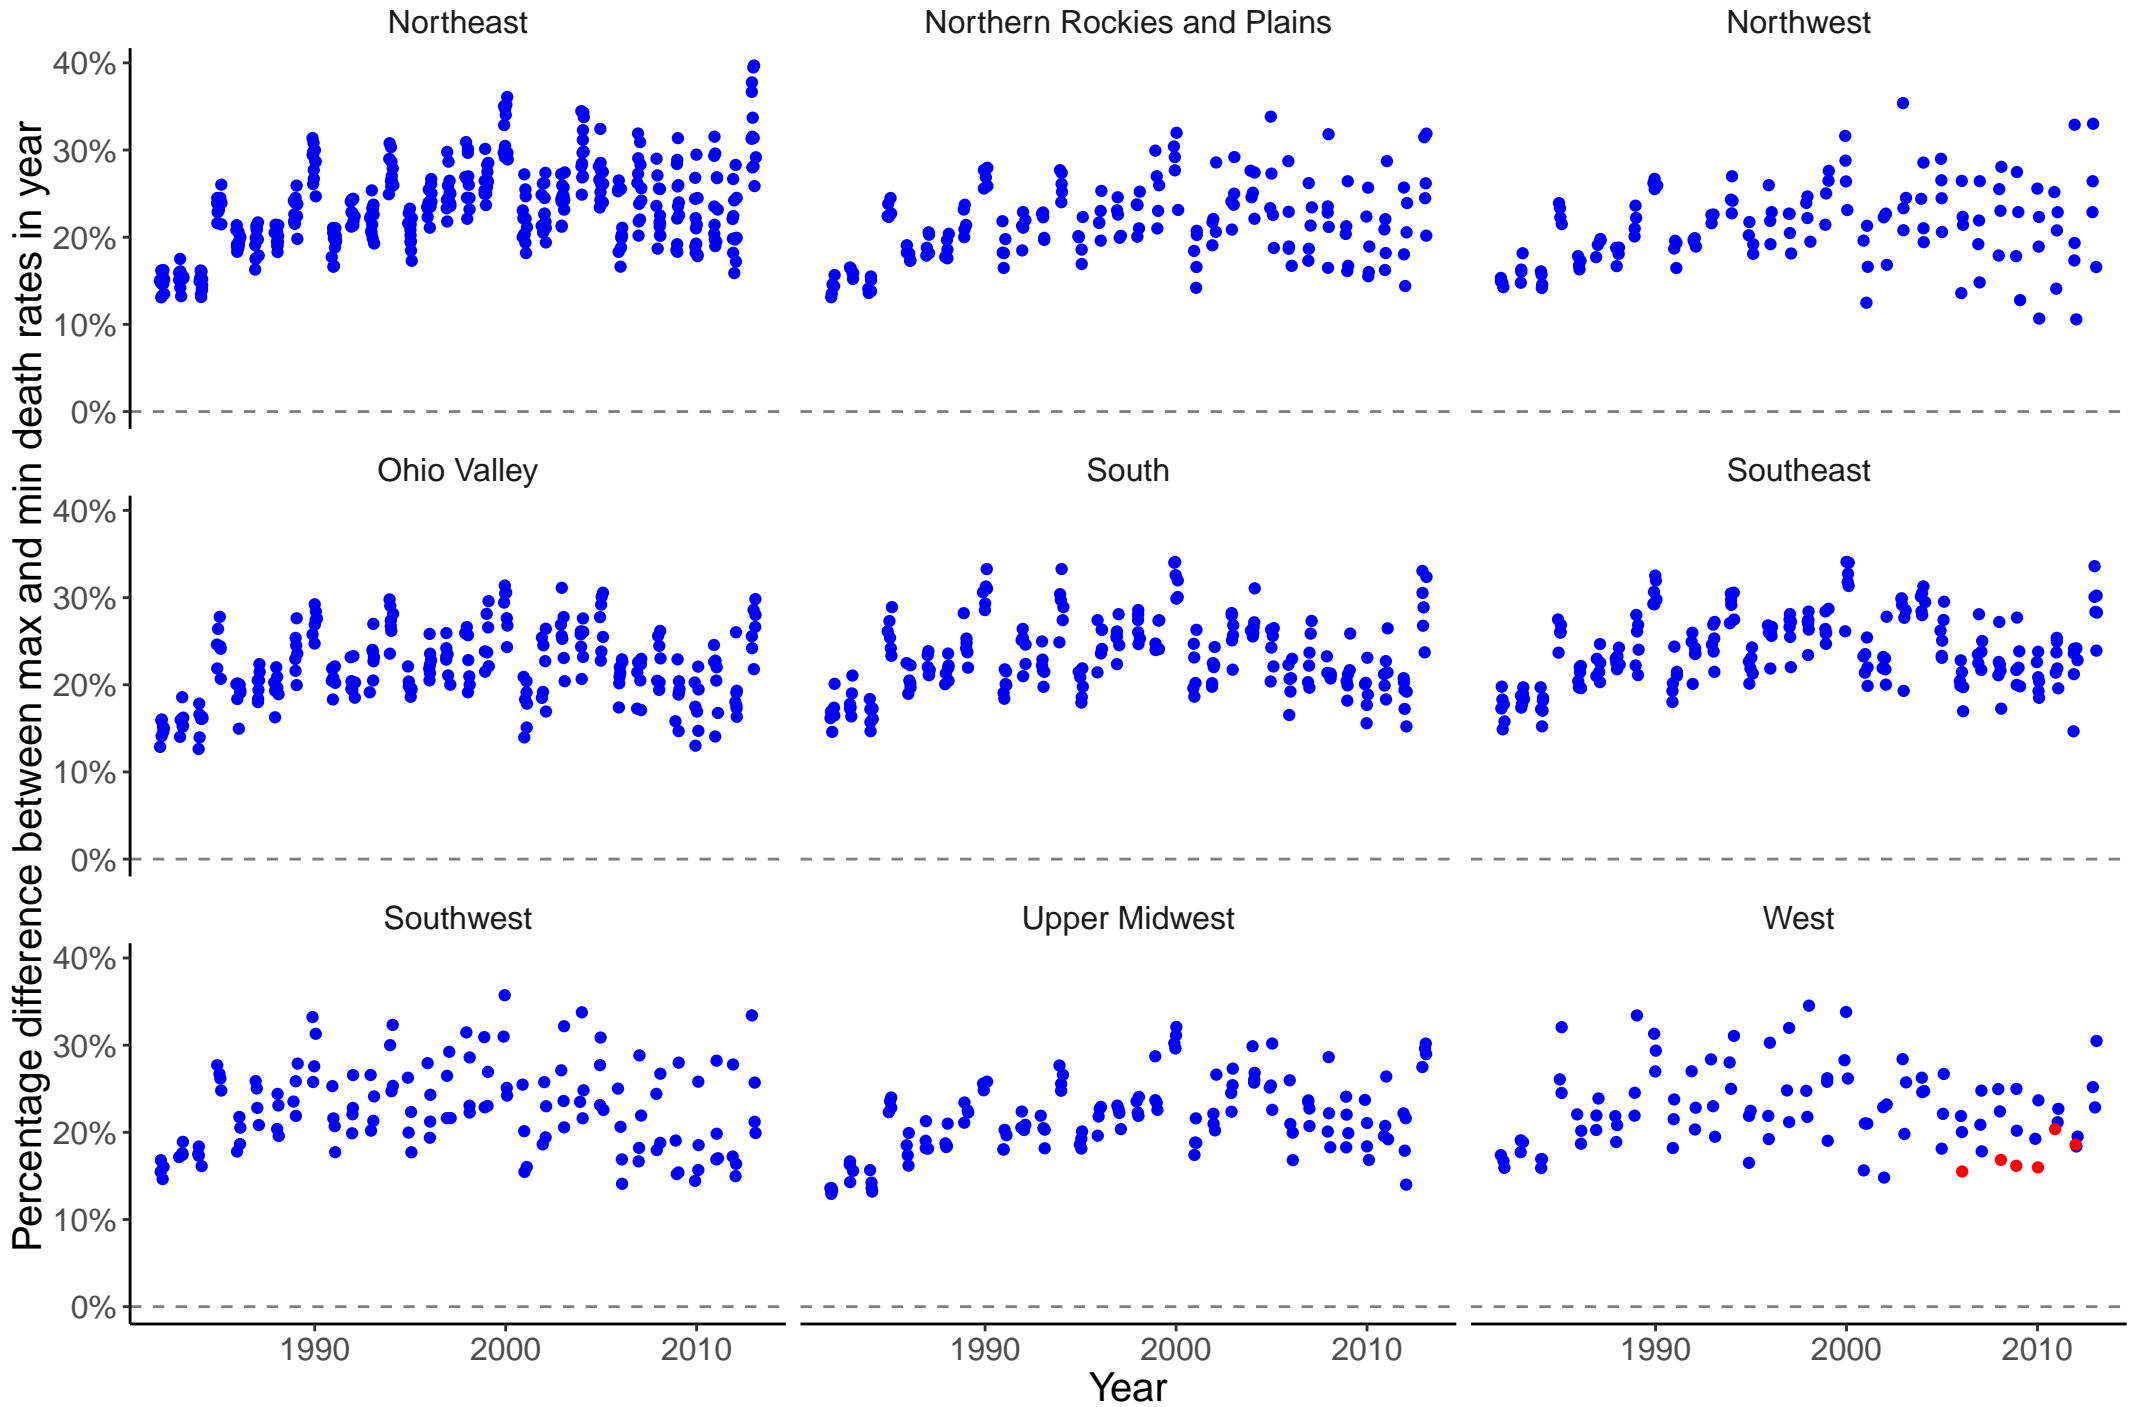 Northeast
Northern Rockies and Plains
Northwest
40%
30%
20%
10%
0%
Ohio Valley
South
Southeast
40%
30%
20%
10%
0%
Southwest
Upper Midwest
West
40%
30%
20%
10%
0%
1990 2000 2010
1990 2000 2010
1990 2000 2010
Year
Percentage difference between max and min death rates in year